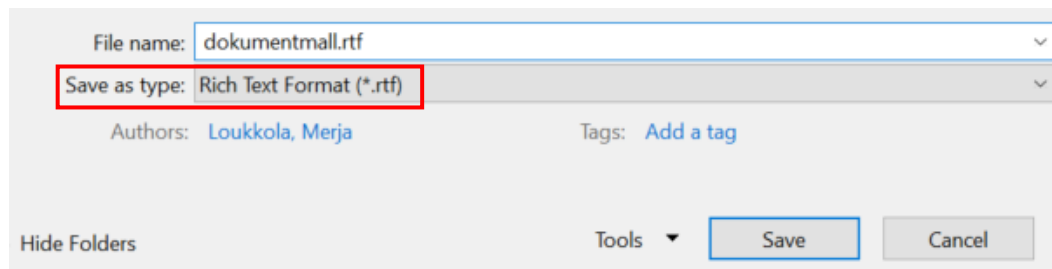 File name: dokumentmall.rtf
Save as type: Rich Text Format (*.rtf)
Authors: Loukkola, Merja Tags: Add a tag
Hide Folders Tools Save Cancel